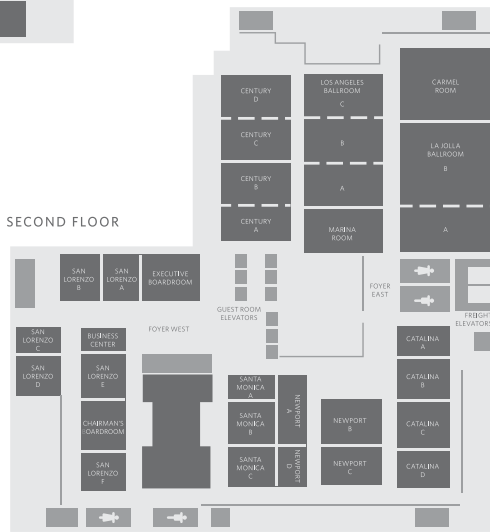 CENTURY
D
LOS ANGELES
BALLROOM
C
CARMEL
ROOM
CENTURY
C
B
LA JOLLA
BALLROOM
B
CENTURY
B
A
SECOND FLOOR
CENTURY
A
MARINA
ROOM
A
SAN
LORENZO
B
SAN
LORENZO
A
EXECUTIVE
BOARDROOM
FOYER
EAST
GUEST ROOM
ELEVATORS
FREIGHT
ELEVATORS
FOYER WEST
SAN
LORENZO
C
BUSINESS
CENTER
CATALINA
A
SAN
LORENZO
D
SAN
LORENZO
E
SANTA
MONICA
A
NEWPORT
A
CATALINA
B
CHAIRMAN'S
BOARDROOM
SANTA
MONICA
B
NEWPORT
B
CATALINA
C
SAN
LORENZO
F
SANTA
MONICA
C
NEWPORT
D
NEWPORT
C
CATALINA
D